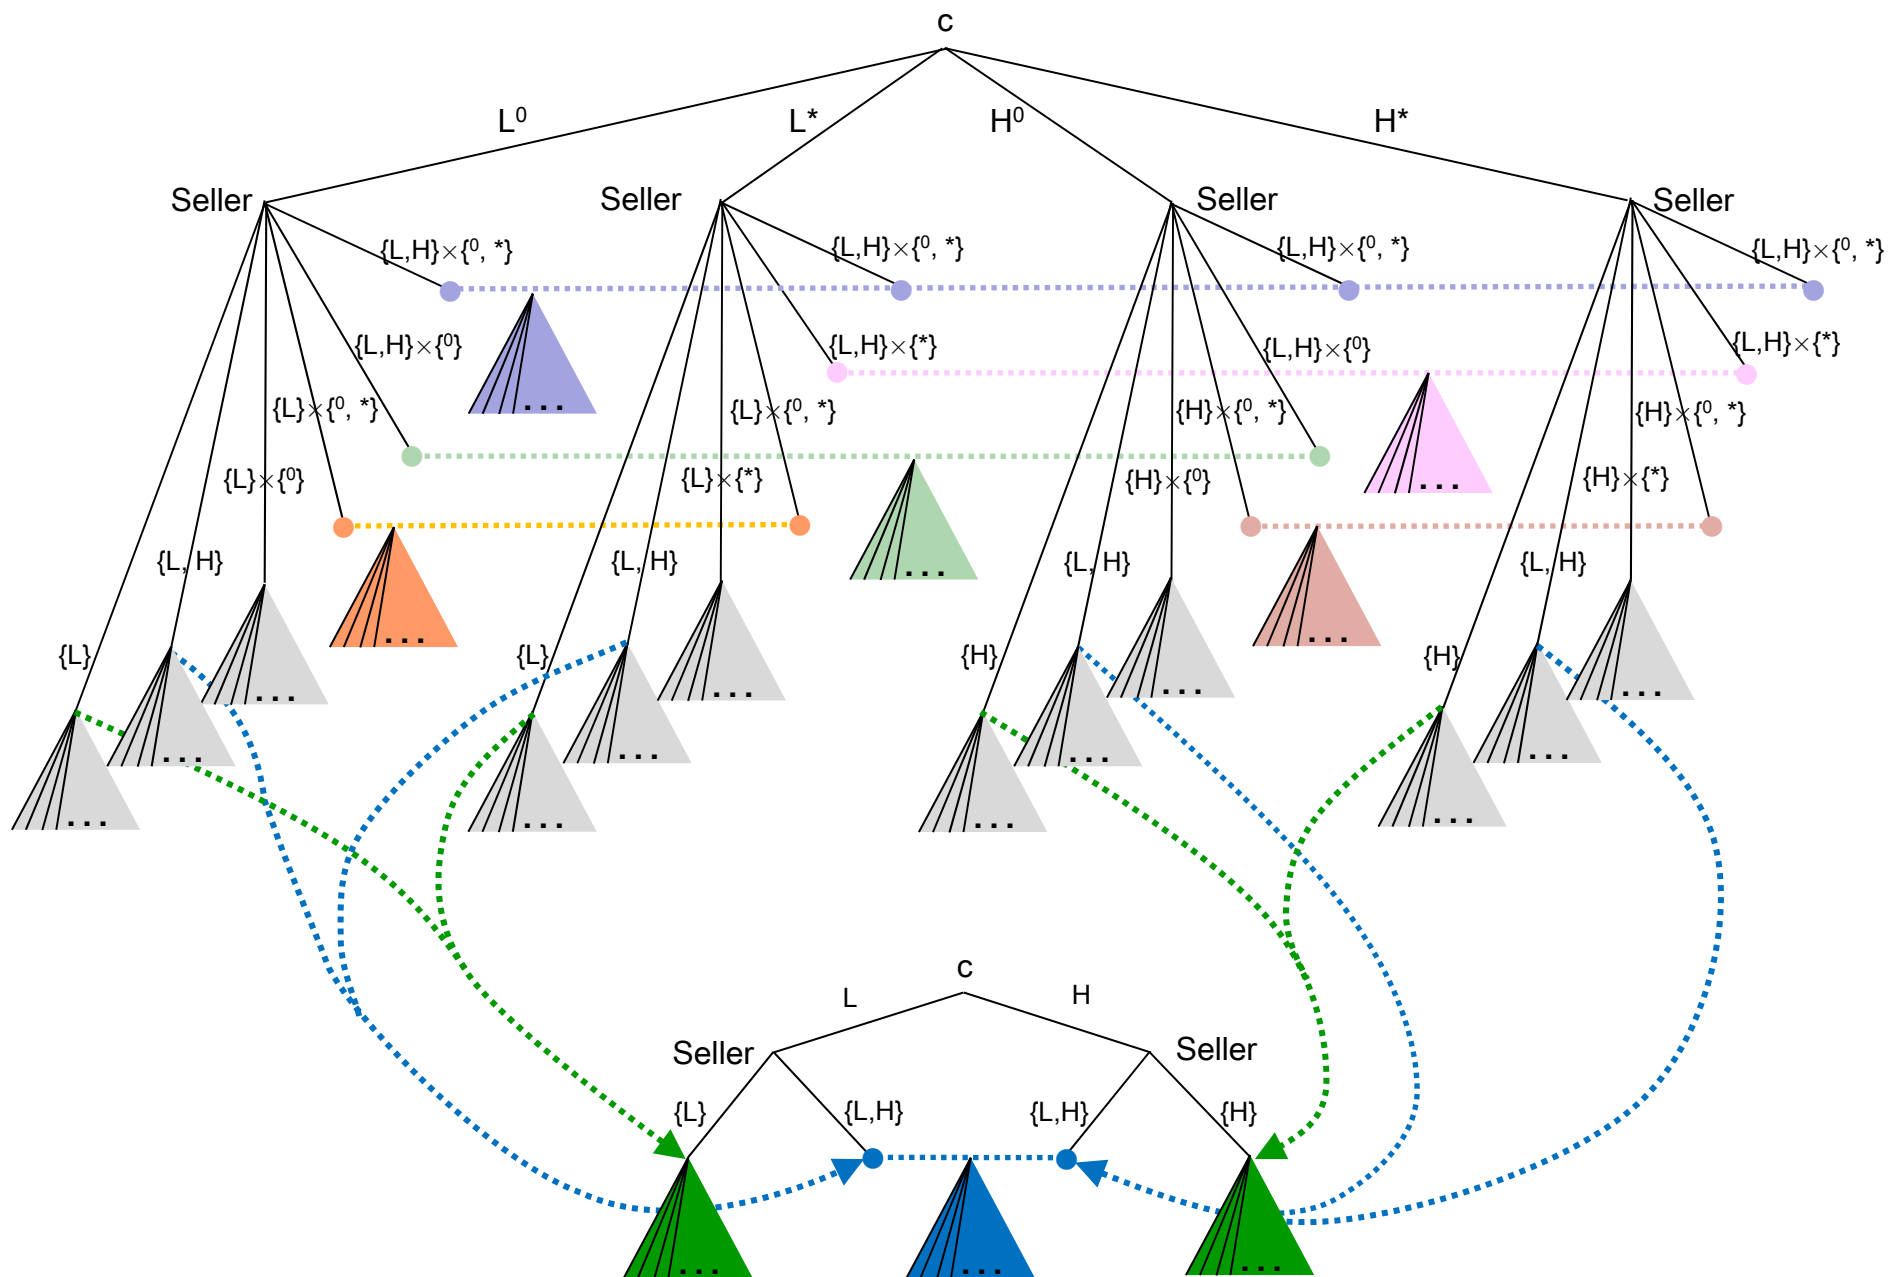 c
L⁰ L* H⁰ H*
Seller Seller Seller Seller
{L,H}×{⁰, *} {L,H}×{⁰, *} {L,H}×{⁰, *} {L,H}×{⁰, *}
{L,H}×{⁰} {L,H}×{*} {L,H}×{⁰} {L,H}×{*}
{L}×{⁰, *} {L}×{⁰, *} {H}×{⁰, *} {H}×{⁰, *}
{L}×{⁰} {L}×{*} {H}×{⁰} {H}×{*}
{L, H} {L, H} {L, H} {L, H}
{L} {L} {H} {H}
... ... ... ... ... ... ... ... ... ... ... ... ... ... ... ... ...
c
L H
Seller Seller
{L} {L,H} {L,H} {H}
... ... ...